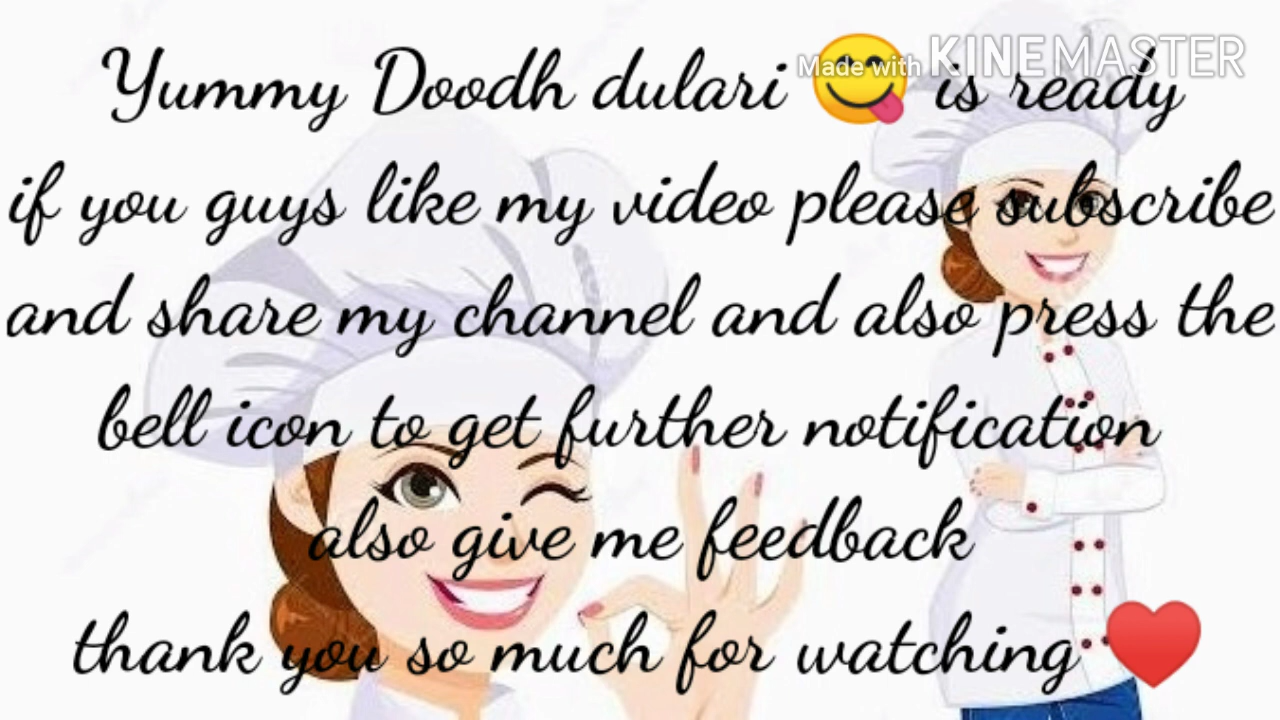 Made with KINEMASTER
Yummy Doodh dulari 😋 is ready
if you guys like my video please subscribe
and share my channel and also press the
bell icon to get further notification
also give me feedback
thank you so much for watching ♥️